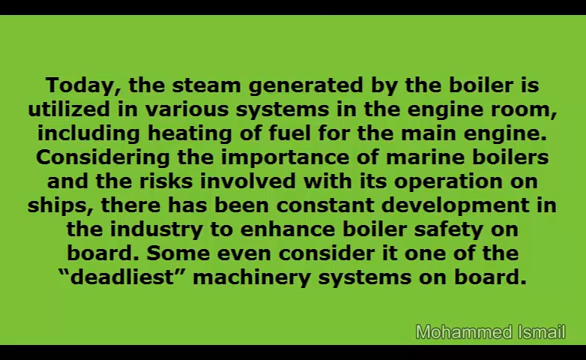 Today, the steam generated by the boiler is
utilized in various systems in the engine room,
including heating of fuel for the main engine.
Considering the importance of marine boilers
and the risks involved with its operation on
ships, there has been constant development in
the industry to enhance boiler safety on
board. Some even consider it one of the
“deadliest” machinery systems on board.
Mohammed Ismail